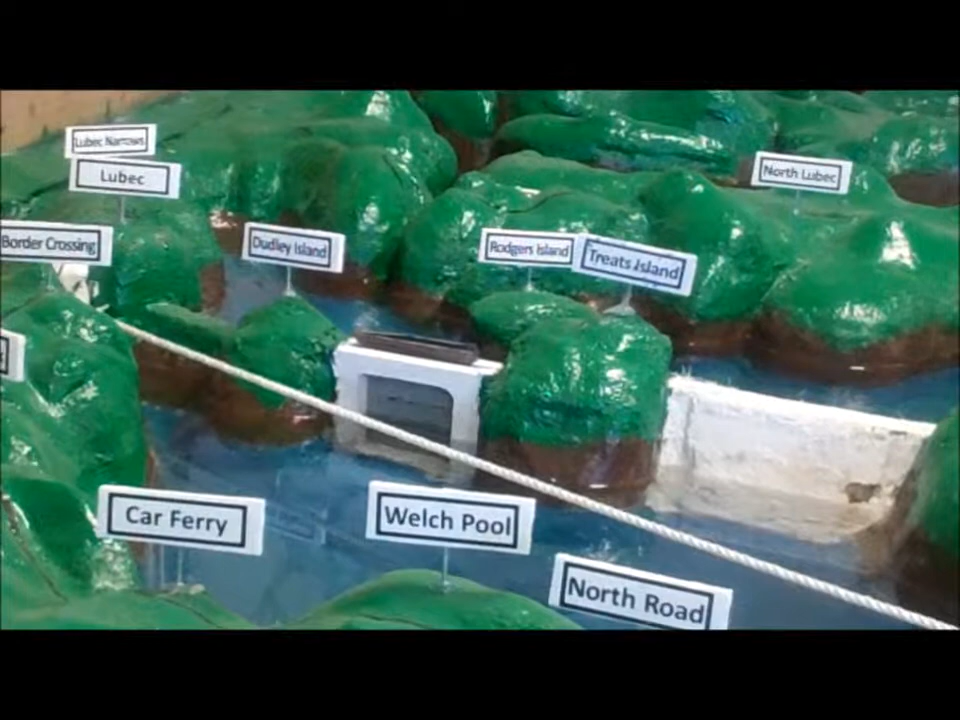 Lubec Narrows
Lubec
North Lubec
Border Crossing
Dudley Island
Rodgers Island
Treats Island
Car Ferry
Welch Pool
North Road